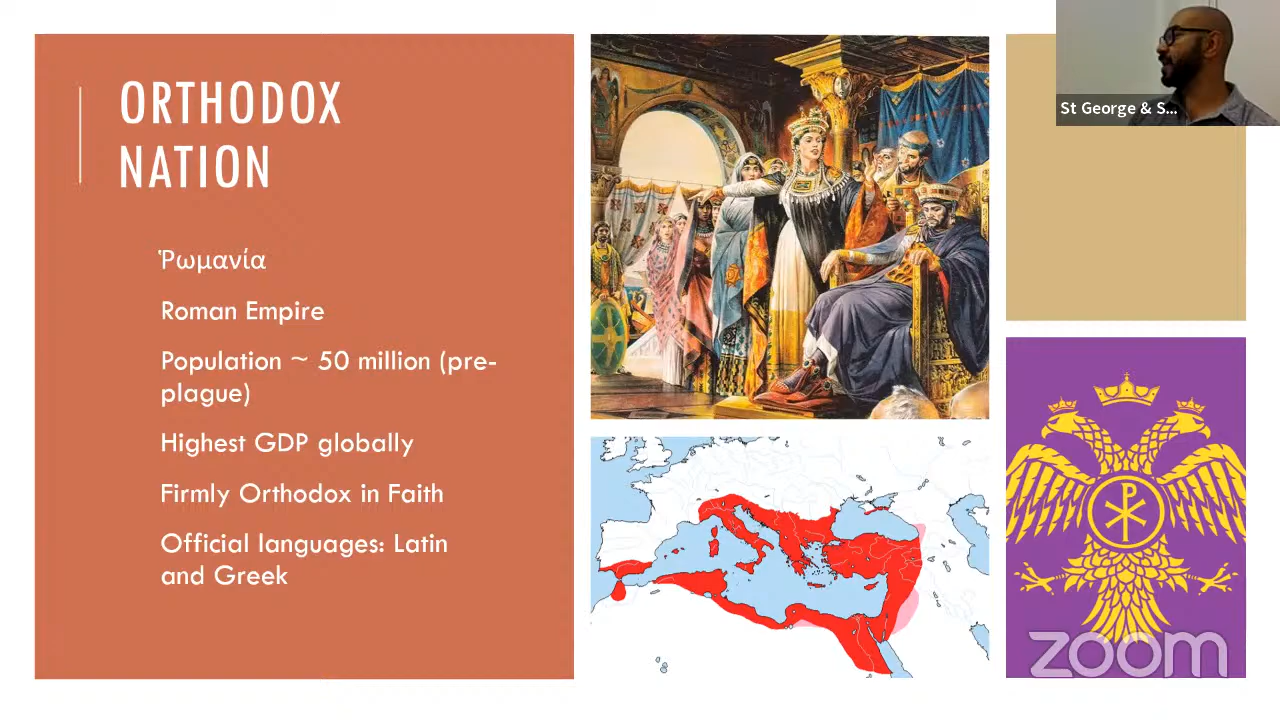 ORTHODOX
NATION
Ῥωμανία
Roman Empire
Population ~ 50 million (pre-
plague)
Highest GDP globally
Firmly Orthodox in Faith
Official languages: Latin
and Greek
St George & S...
zoom